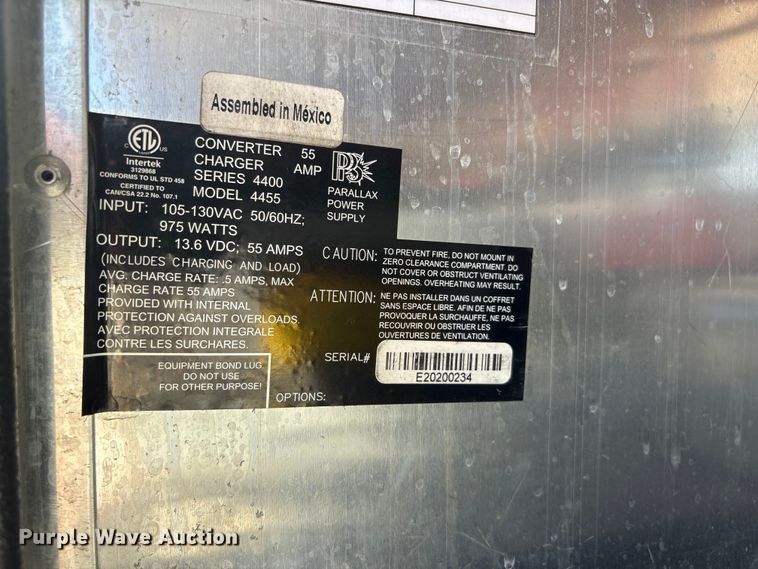 Assembled in México
ETL
C US
Intertek
3129868
CONFORMS TO UL STD 458
CERTIFIED TO
CAN/CSA 22.2 No. 107.1
CONVERTER 55
CHARGER AMP
SERIES 4400
MODEL 4455
PPS
PARALLAX
POWER
SUPPLY
INPUT: 105-130VAC 50/60HZ;
975 WATTS
OUTPUT: 13.6 VDC; 55 AMPS
(INCLUDES CHARGING AND LOAD)
AVG. CHARGE RATE: .5 AMPS, MAX
CHARGE RATE 55 AMPS
PROVIDED WITH INTERNAL
PROTECTION AGAINST OVERLOADS.
AVEC PROTECTION INTEGRALE
CONTRE LES SURCHARES.
EQUIPMENT BOND LUG.
DO NOT USE
FOR OTHER PURPOSE!
CAUTION: TO PREVENT FIRE. DO NOT MOUNT IN
ZERO CLEARANCE COMPARTMENT. DO
NOT COVER OR OBSTRUCT VENTILATING
OPENINGS. OVERHEATING MAY RESULT.
ATTENTION: NE PAS INSTALLER DANS UN COFFRET
SANS ESPACE LIBRE. AFIN DE NE PAS
PROVOQUER LA SURCHAUFFE, NE PAS
RECOUVRIR OU OBSTRUER LES
OUVERTURES DE VENTILATION.
SERIAL#
E20200234
OPTIONS:
Purple Wave Auction